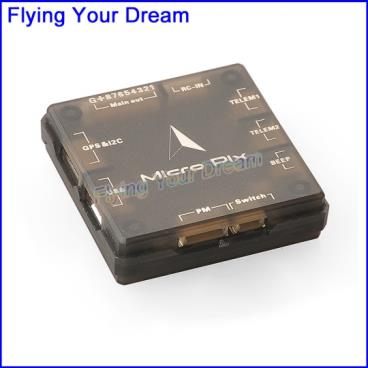 Flying Your Dream
G+87654321
Main out
RC-IN
TELEM1
TELEM2
GPS&I2C
BEEP
USB
Micro Pix
Flying Your Dream
PM
Switch